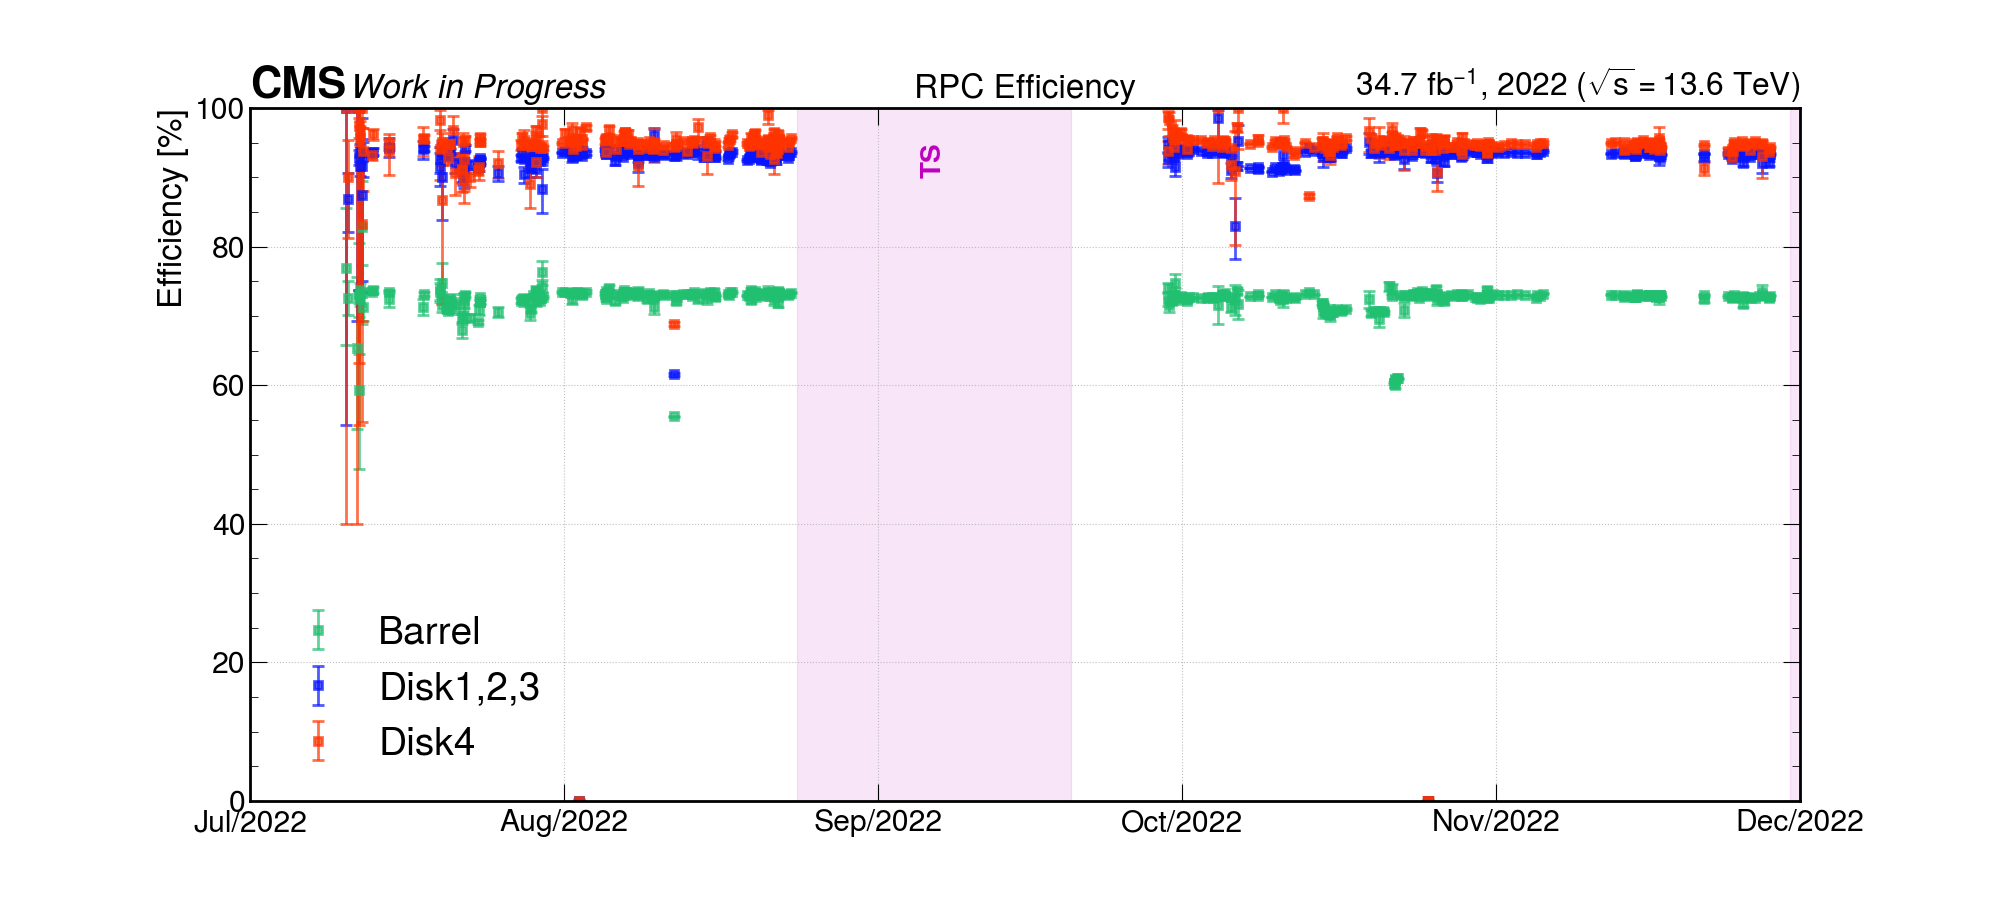 CMS Work in Progress RPC Efficiency 34.7 fb⁻¹, 2022 (√s = 13.6 TeV)
Efficiency [%]
100
80
60
40
20
0
TS
Barrel
Disk1,2,3
Disk4
Jul/2022 Aug/2022 Sep/2022 Oct/2022 Nov/2022 Dec/2022